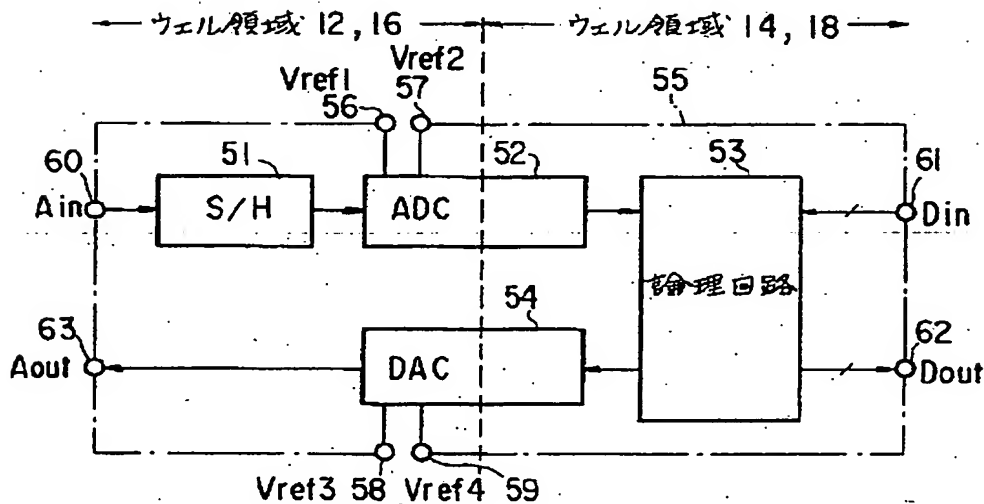 ウェル領域 12, 16
ウェル領域 14, 18
Vref1
56
Vref2
57
55
60
Ain
51
S/H
52
ADC
53
論理回路
61
Din
63
Aout
54
DAC
62
Dout
Vref3 58
Vref4 59